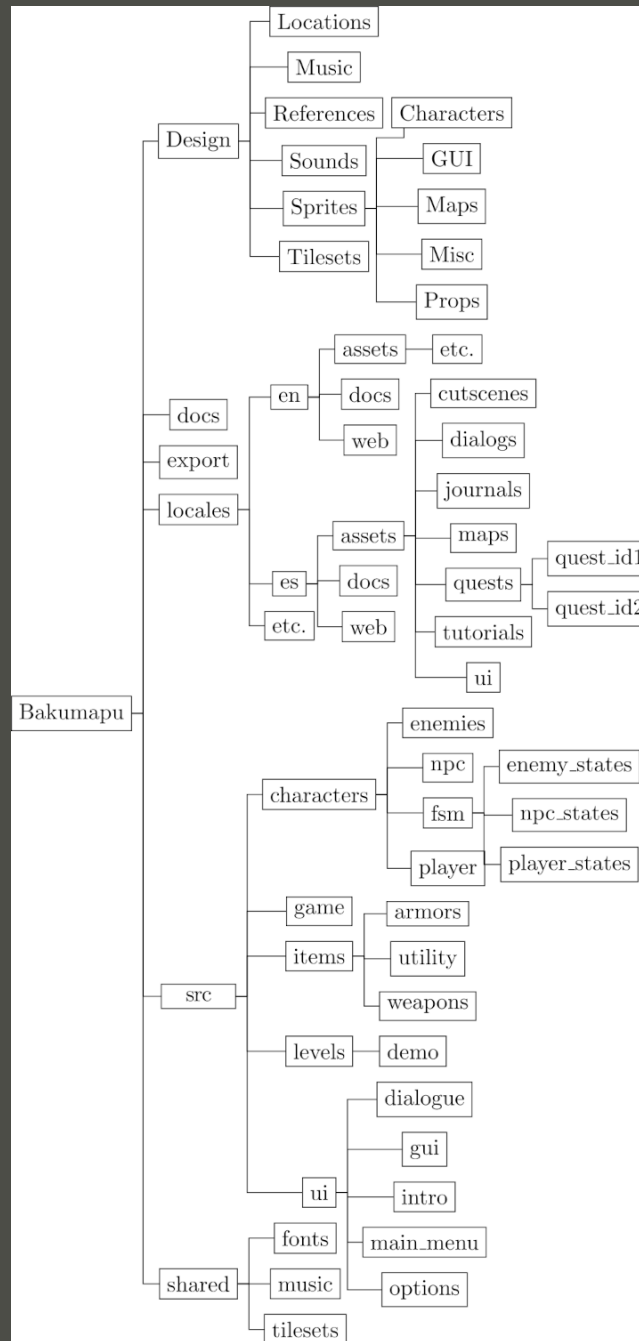 Locations
Music
References
Characters
Design
GUI
Sounds
Sprites
Maps
Tilesets
Misc
Props
assets
etc.
en
docs
cutscenes
docs
web
dialogs
export
journals
locales
assets
maps
quest_id1
es
docs
quests
quest_id2
etc.
web
tutorials
ui
Bakumapu
enemies
npc
enemy_states
characters
fsm
npc_states
player
player_states
game
armors
items
utility
src
weapons
levels
demo
dialogue
gui
ui
intro
fonts
main_menu
shared
music
options
tilesets